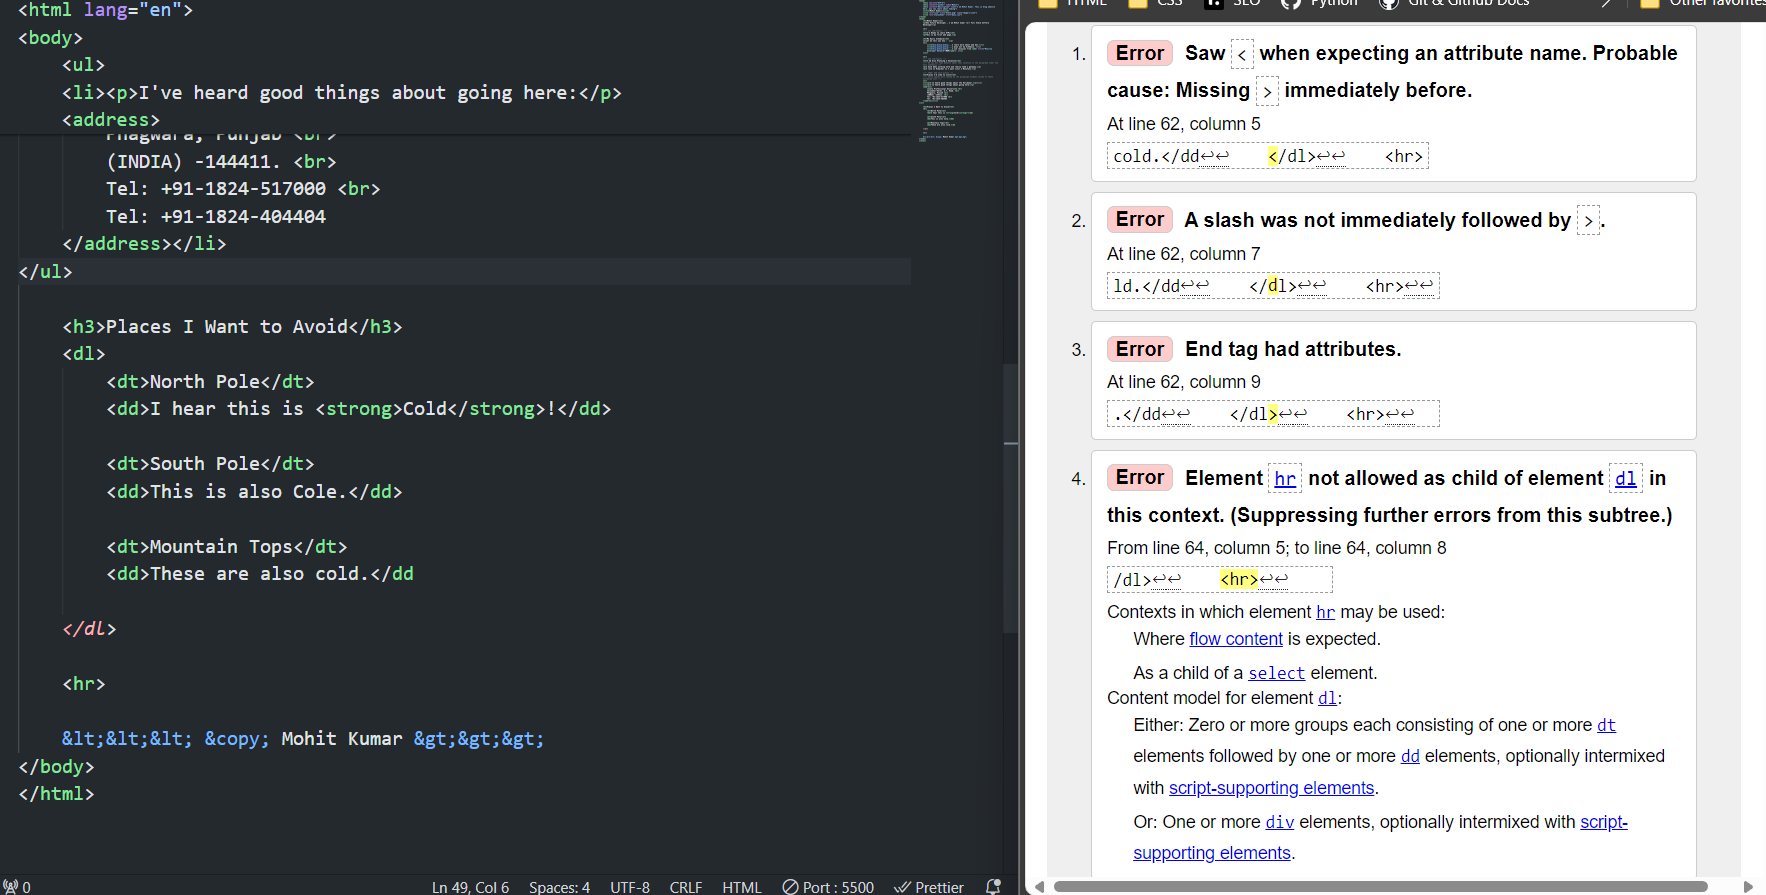 <html lang="en">
<body>
<ul>
<li><p>I've heard good things about going here:</p>
<address>
Phagwara, Punjab <br>
(INDIA) -144411. <br>
Tel: +91-1824-517000 <br>
Tel: +91-1824-404404
</address></li>
</ul>
<h3>Places I Want to Avoid</h3>
<dl>
<dt>North Pole</dt>
<dd>I hear this is <strong>Cold</strong>!</dd>
<dt>South Pole</dt>
<dd>This is also Cole.</dd>
<dt>Mountain Tops</dt>
<dd>These are also cold.</dd
</dl>
<hr>
&lt;&lt;&lt; &copy; Mohit Kumar &gt;&gt;&gt;
</body>
</html>
0 Ln 49, Col 6 Spaces: 4 UTF-8 CRLF HTML Port : 5500 Prettier
HTML CSS SEO Python Git & Github Docs Other favorites
1. Error Saw < when expecting an attribute name. Probable
cause: Missing > immediately before.
At line 62, column 5
cold.</dd↩↩ </dl>↩↩ <hr>
2. Error A slash was not immediately followed by >.
At line 62, column 7
ld.</dd↩↩ </dl>↩↩ <hr>↩↩
3. Error End tag had attributes.
At line 62, column 9
.</dd↩↩ </dl>↩↩ <hr>↩↩
4. Error Element hr not allowed as child of element dl in
this context. (Suppressing further errors from this subtree.)
From line 64, column 5; to line 64, column 8
/dl>↩↩ <hr>↩↩
Contexts in which element hr may be used:
Where flow content is expected.
As a child of a select element.
Content model for element dl:
Either: Zero or more groups each consisting of one or more dt
elements followed by one or more dd elements, optionally intermixed
with script-supporting elements.
Or: One or more div elements, optionally intermixed with script-
supporting elements.